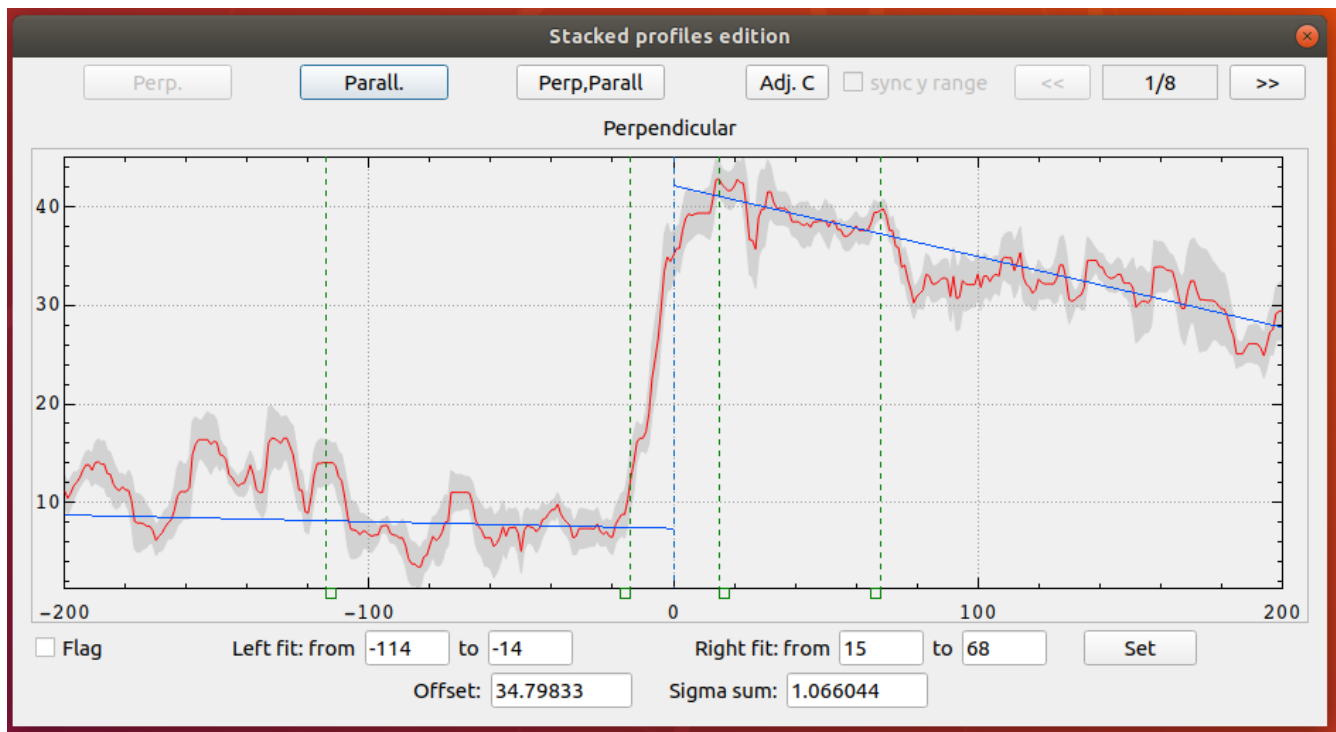 Stacked profiles edition
Perp. Parall. Perp,Parall Adj. C sync y range << 1/8 >>
Perpendicular
40
30
20
10
-200 -100 0 100 200
Flag Left fit: from -114 to -14 Right fit: from 15 to 68 Set
Offset: 34.79833 Sigma sum: 1.066044